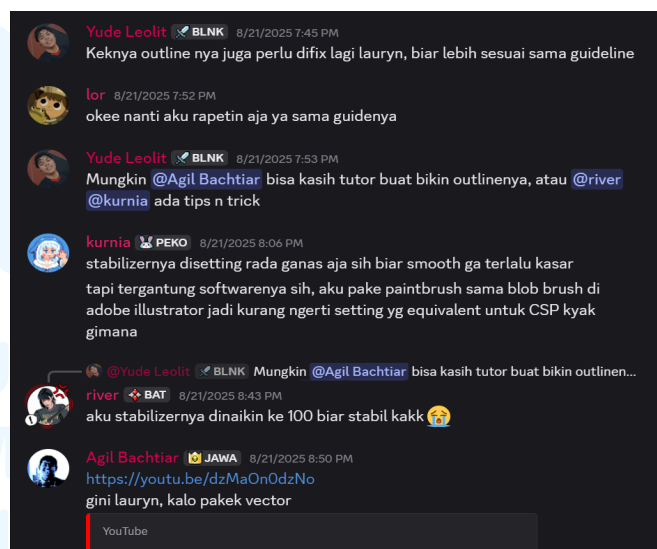 Yude Leolit BLNK 8/21/2025 7:45 PM
Keknya outline nya juga perlu difix lagi lauryn, biar lebih sesuai sama guideline
lor 8/21/2025 7:52 PM
okee nanti aku rapetin aja ya sama guidenya
Yude Leolit BLNK 8/21/2025 7:53 PM
Mungkin @Agil Bachtiar bisa kasih tutor buat bikin outlinenya, atau @river
@kurnia ada tips n trick
kurnia PEKO 8/21/2025 8:06 PM
stabilizernya disetting rada ganas aja sih biar smooth ga terlalu kasar
tapi tergantung softwarenya sih, aku pake paintbrush sama blob brush di
adobe illustrator jadi kurang ngerti setting yg equivalent untuk CSP kyak
gimana
@Yude Leolit BLNK Mungkin @Agil Bachtiar bisa kasih tutor buat bikin outlinen...
river BAT 8/21/2025 8:43 PM
aku stabilizernya dinaikin ke 100 biar stabil kakk 😭
Agil Bachtiar JAWA 8/21/2025 8:50 PM
https://youtu.be/dzMaOn0dzNo
gini lauryn, kalo pakek vector
YouTube